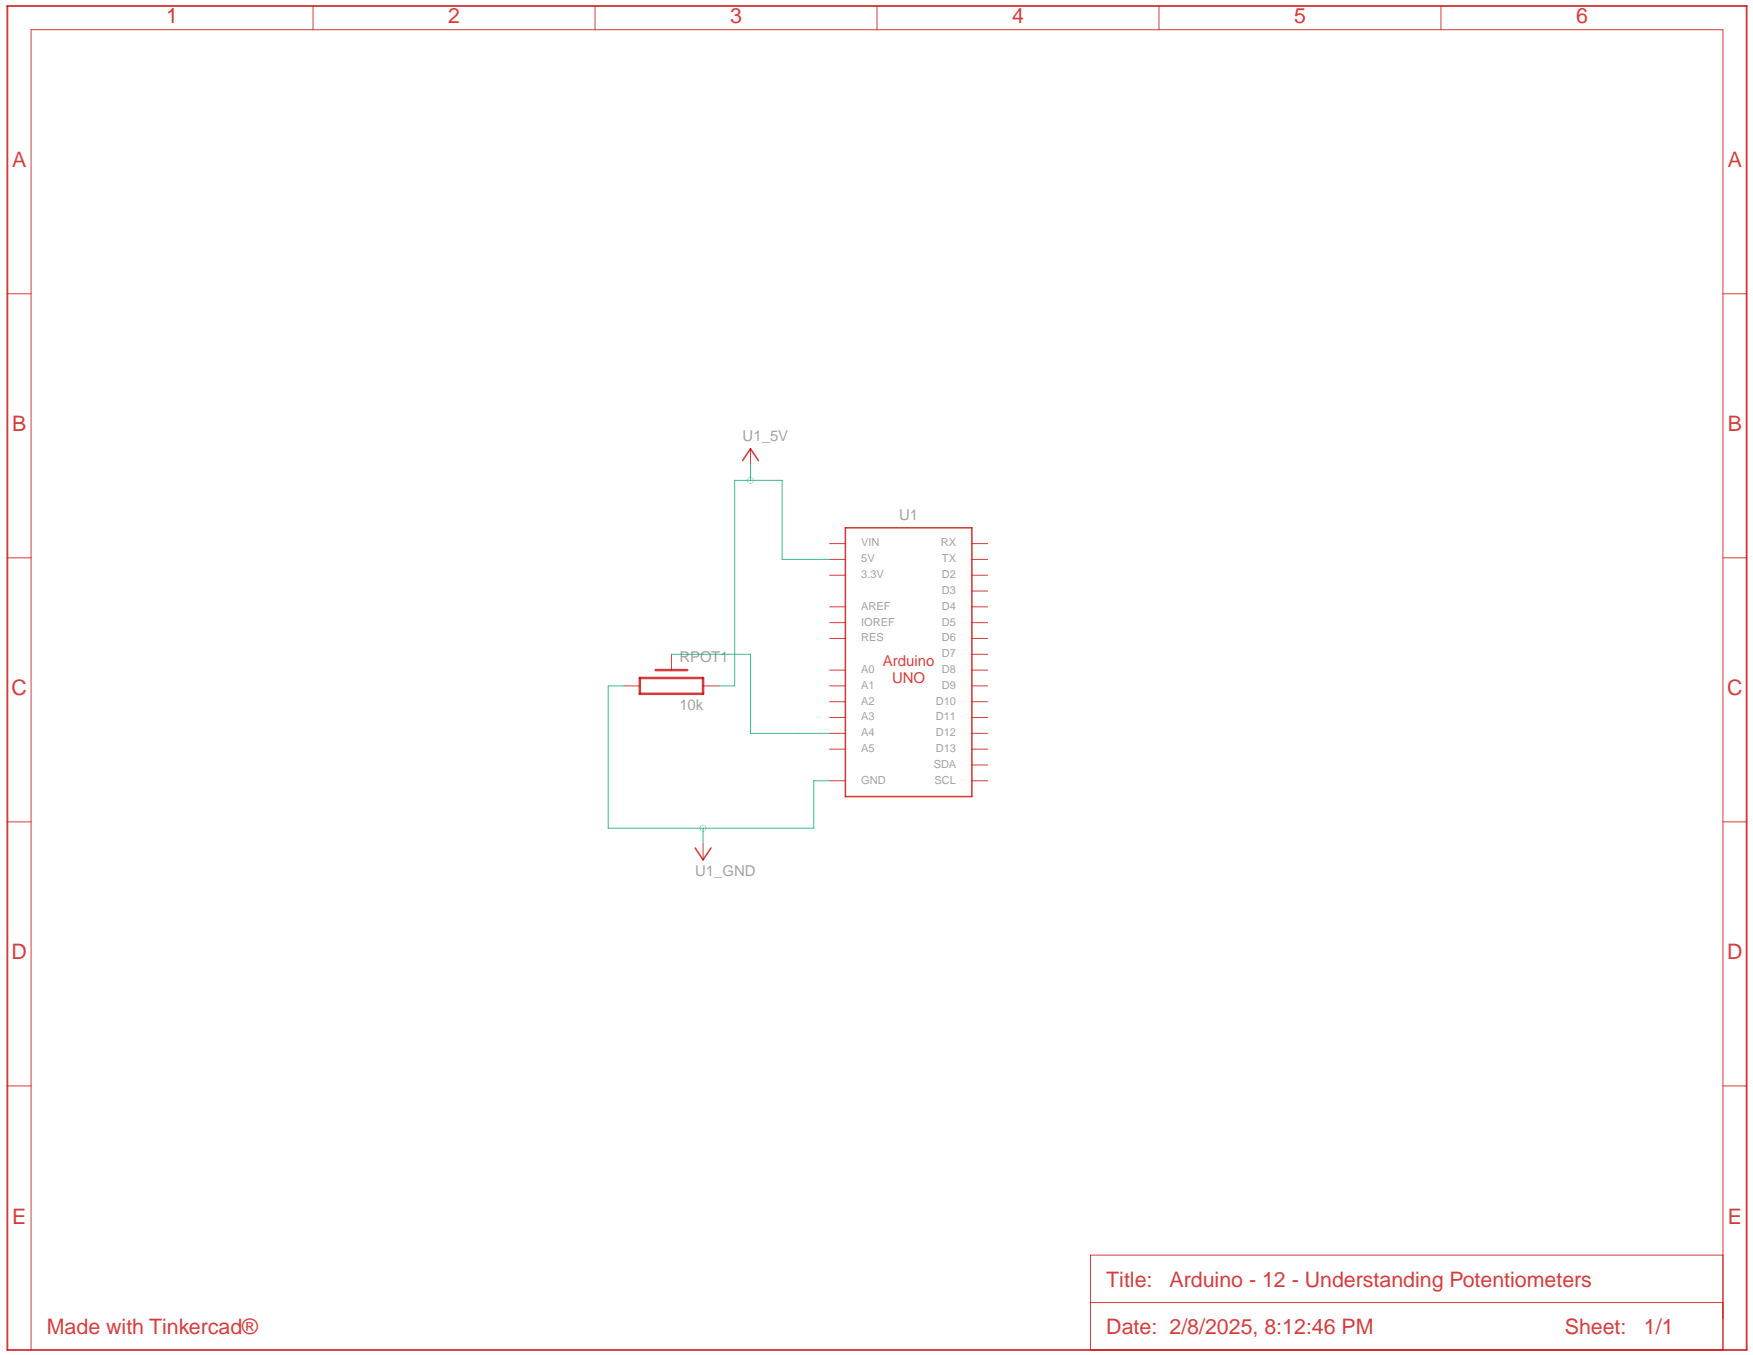 1 2 3 4 5 6
A A
B B
U1_5V
U1
VIN RX
5V TX
3.3V D2
D3
AREF D4
IOREF D5
RES D6
D7
RPOT1
A0 Arduino D8
A1 UNO D9
C C
10k
A2 D10
A3 D11
A4 D12
A5 D13
SDA
GND SCL
U1_GND
D D
E E
Title: Arduino - 12 - Understanding Potentiometers
Made with Tinkercad®
Date: 2/8/2025, 8:12:46 PM Sheet: 1/1